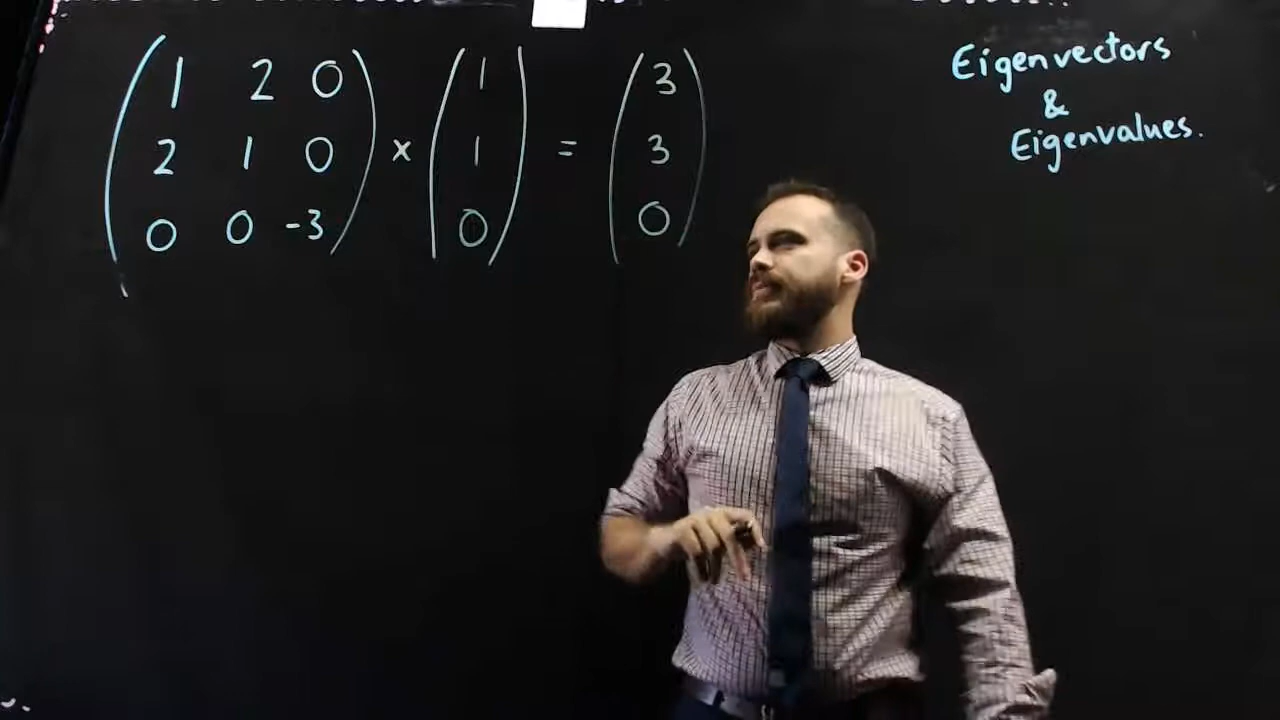 1 2 0 1 3
2 1 0 × 1 = 3
0 0 -3 0 0
Eigenvectors
&
Eigenvalues.